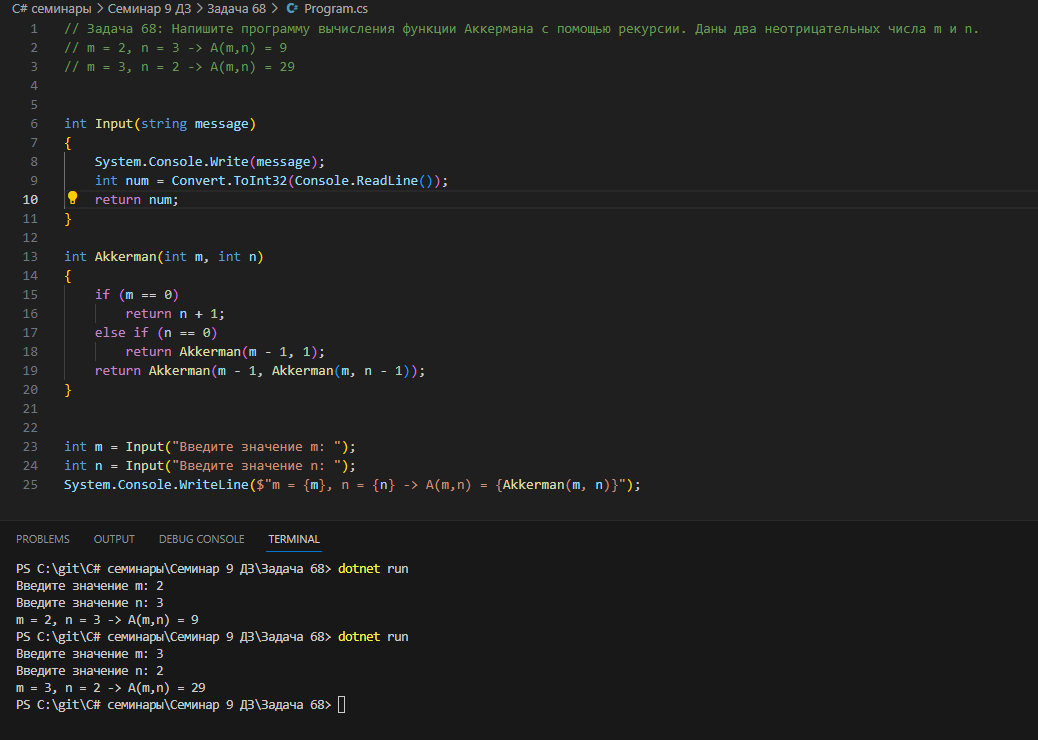 C# семинары > Семинар 9 ДЗ > Задача 68 > Program.cs
1 // Задача 68: Напишите программу вычисления функции Аккермана с помощью рекурсии. Даны два неотрицательных числа m и n.
2 // m = 2, n = 3 -> A(m,n) = 9
3 // m = 3, n = 2 -> A(m,n) = 29
4
5
6 int Input(string message)
7 {
8     System.Console.Write(message);
9     int num = Convert.ToInt32(Console.ReadLine());
10     return num;
11 }
12
13 int Akkerman(int m, int n)
14 {
15     if (m == 0)
16         return n + 1;
17     else if (n == 0)
18         return Akkerman(m - 1, 1);
19     return Akkerman(m - 1, Akkerman(m, n - 1));
20 }
21
22
23 int m = Input("Введите значение m: ");
24 int n = Input("Введите значение n: ");
25 System.Console.WriteLine($"m = {m}, n = {n} -> A(m,n) = {Akkerman(m, n)}");
PROBLEMS OUTPUT DEBUG CONSOLE TERMINAL
PS C:\git\C# семинары\Семинар 9 ДЗ\Задача 68> dotnet run
Введите значение m: 2
Введите значение n: 3
m = 2, n = 3 -> A(m,n) = 9
PS C:\git\C# семинары\Семинар 9 ДЗ\Задача 68> dotnet run
Введите значение m: 3
Введите значение n: 2
m = 3, n = 2 -> A(m,n) = 29
PS C:\git\C# семинары\Семинар 9 ДЗ\Задача 68>